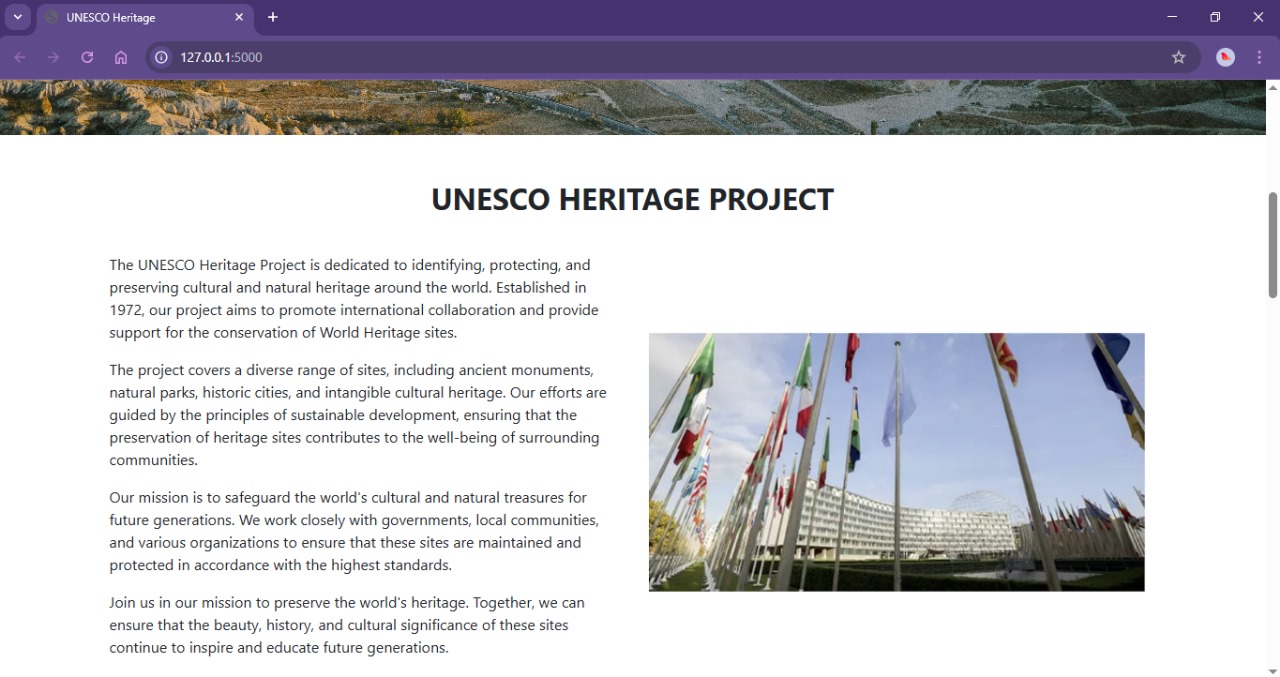 UNESCO Heritage
127.0.0.1:5000
UNESCO HERITAGE PROJECT
The UNESCO Heritage Project is dedicated to identifying, protecting, and
preserving cultural and natural heritage around the world. Established in
1972, our project aims to promote international collaboration and provide
support for the conservation of World Heritage sites.
The project covers a diverse range of sites, including ancient monuments,
natural parks, historic cities, and intangible cultural heritage. Our efforts are
guided by the principles of sustainable development, ensuring that the
preservation of heritage sites contributes to the well-being of surrounding
communities.
Our mission is to safeguard the world's cultural and natural treasures for
future generations. We work closely with governments, local communities,
and various organizations to ensure that these sites are maintained and
protected in accordance with the highest standards.
Join us in our mission to preserve the world's heritage. Together, we can
ensure that the beauty, history, and cultural significance of these sites
continue to inspire and educate future generations.